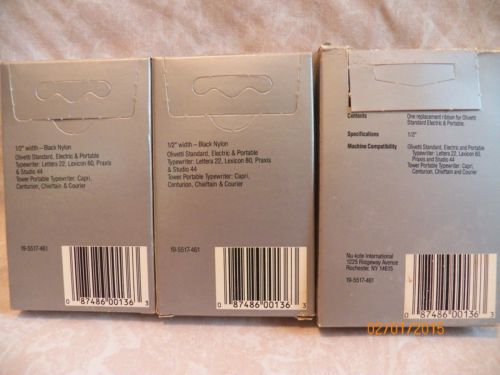 1/2" width – Black Nylon
Olivetti Standard, Electric & Portable
Typewriter: Lettera 22, Lexicon 80, Praxis
& Studio 44
Tower Portable Typewriter: Capri,
Centurion, Chieftain & Courier
19-5517-461
0 87486 00136 3
1/2" width – Black Nylon
Olivetti Standard, Electric & Portable
Typewriter: Lettera 22, Lexicon 80, Praxis
& Studio 44
Tower Portable Typewriter: Capri,
Centurion, Chieftain & Courier
19-5517-461
0 87486 00136 3
Contents One replacement ribbon for Olivetti
Standard Electric & Portable.
Specifications 1/2"
Machine Compatibility Olivetti Standard, Electric and Portable
Typewriter: Lettera 22, Lexicon 80,
Praxis and Studio 44
Tower Portable Typewriter: Capri,
Centurion, Chieftain and Courier
Nu-kote International
1225 Ridgeway Avenue
Rochester, NY 14615
19-5517-461
0 87486 00136 3
02/01/2015